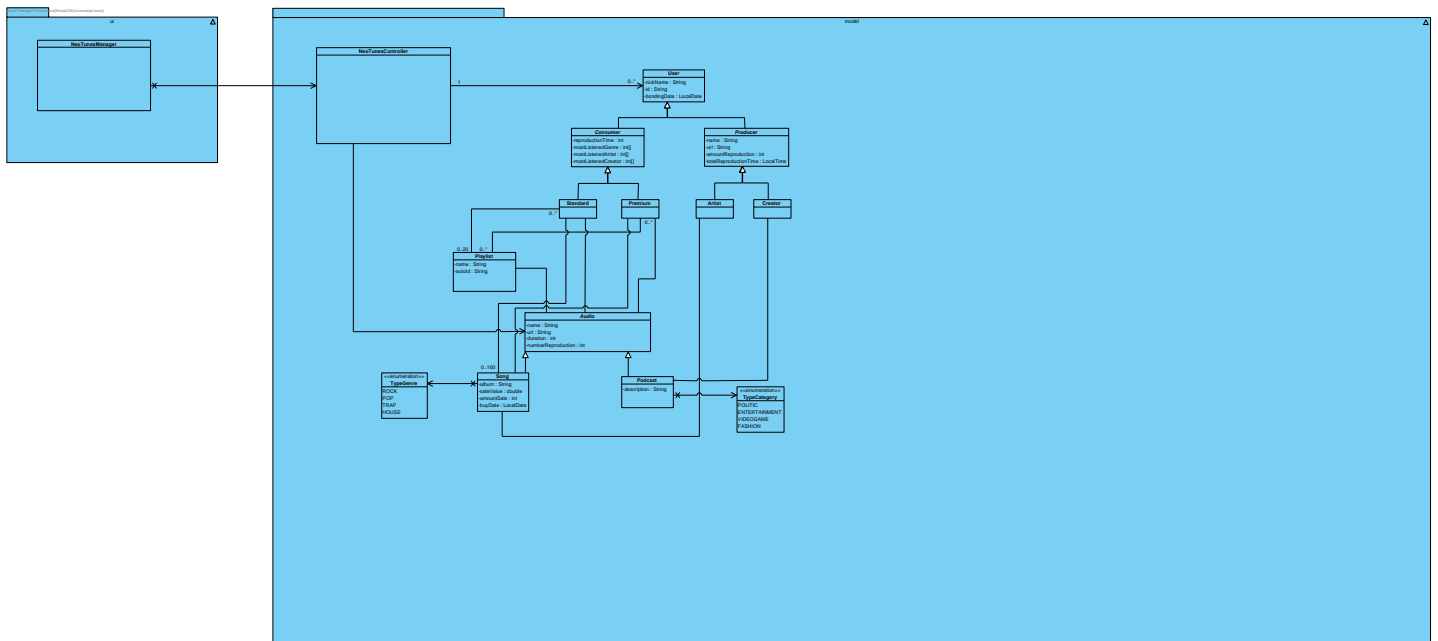 ui
NeoTunesManager
model
NeoTunesController
1
0..*
User
-nickName : String
-id : String
-bondingDate : LocalDate
Consumer
-reproductionTime : int
-mostListenedGenre : int[]
-mostListenedArtist : int[]
-mostListenedCreator : int[]
Producer
-name : String
-url : String
-amountReproduction : int
-totalReproductionTime : LocalTime
Standard
0..*
Premium
0..*
Artist
Creator
0..20
0..*
Playlist
-name : String
-autoId : String
Audio
-name : String
-url : String
-duration : int
-numberReproduction : int
0..100
<<enumeration>>
TypeGenre
ROCK
POP
TRAP
HOUSE
Song
-album : String
-saleValue : double
-amountSale : int
-buyDate : LocalDate
Podcast
-description : String
<<enumeration>>
TypeCategory
POLITIC
ENTERTAINMENT
VIDEOGAME
FASHION